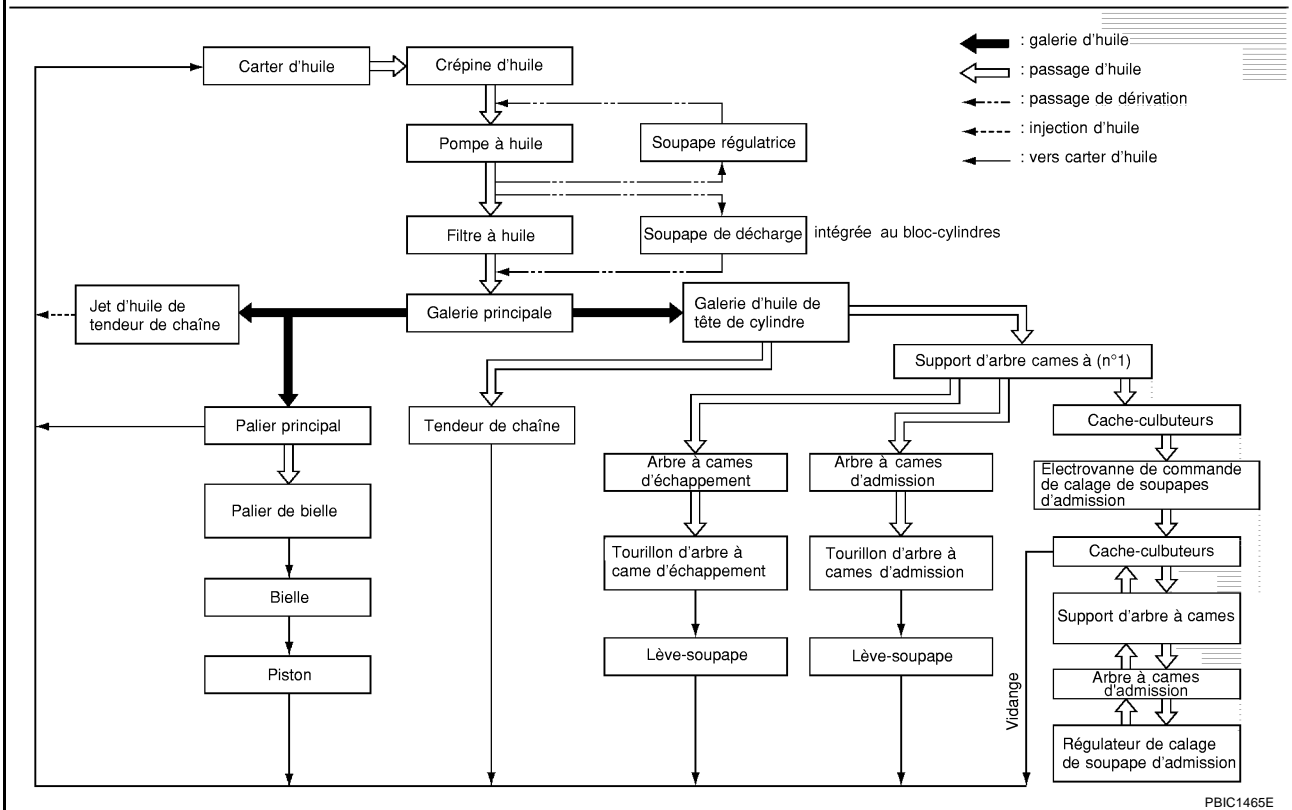 : galerie d'huile
: passage d'huile
: passage de dérivation
: injection d'huile
: vers carter d'huile
Carter d'huile
Crépine d'huile
Pompe à huile
Soupape régulatrice
Filtre à huile
Soupape de décharge
intégrée au bloc-cylindres
Jet d'huile de
tendeur de chaîne
Galerie principale
Galerie d'huile de
tête de cylindre
Support d'arbre cames à (n°1)
Palier principal
Tendeur de chaîne
Cache-culbuteurs
Arbre à cames
d'échappement
Arbre à cames
d'admission
Electrovanne de commande
de calage de soupapes
d'admission
Palier de bielle
Tourillon d'arbre à
came d'échappement
Tourillon d'arbre à
cames d'admission
Cache-culbuteurs
Bielle
Support d'arbre à cames
Lève-soupape
Lève-soupape
Piston
Arbre à cames
d'admission
Vidange
Régulateur de calage
de soupape d'admission
PBIC1465E